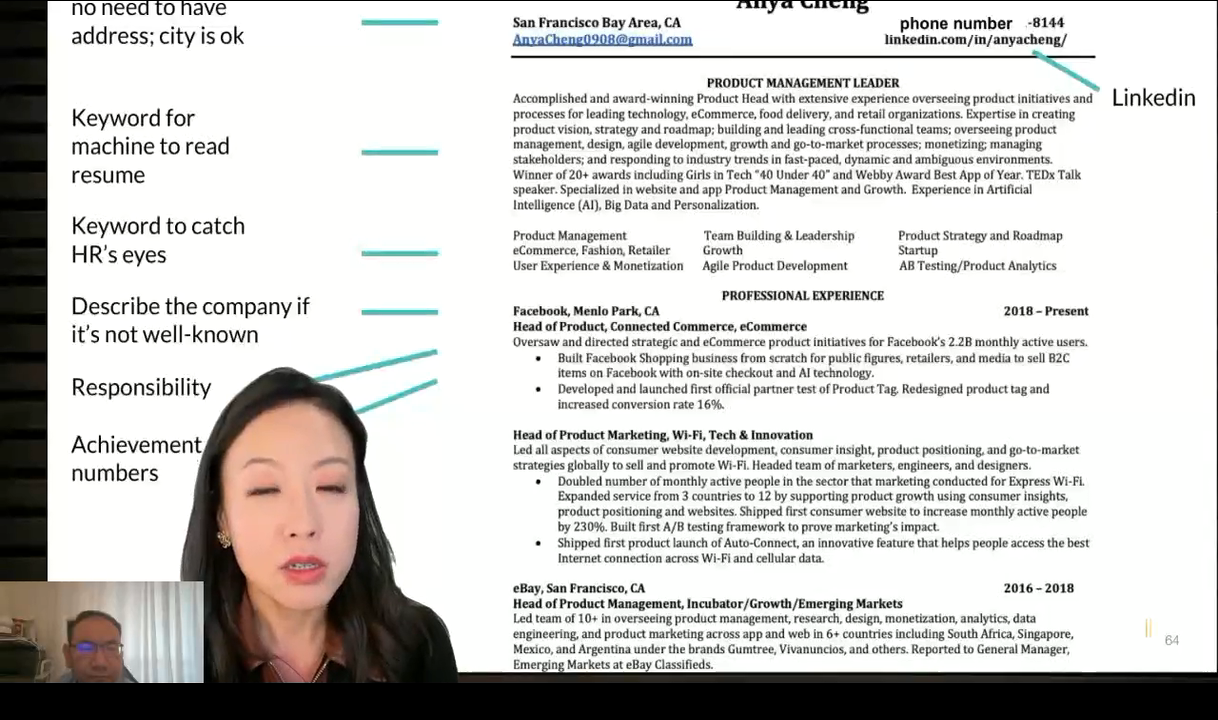 no need to have
address; city is ok
Keyword for
machine to read
resume
Keyword to catch
HR's eyes
Describe the company if
it's not well-known
Responsibility
Achievement
numbers
Anya Cheng
San Francisco Bay Area, CA
phone number -8144
AnyaCheng0908@gmail.com
linkedin.com/in/anyacheng/
Linkedin
PRODUCT MANAGEMENT LEADER
Accomplished and award-winning Product Head with extensive experience overseeing product initiatives and
processes for leading technology, eCommerce, food delivery, and retail organizations. Expertise in creating
product vision, strategy and roadmap; building and leading cross-functional teams; overseeing product
management, design, agile development, growth and go-to-market processes; monetizing; managing
stakeholders; and responding to industry trends in fast-paced, dynamic and ambiguous environments.
Winner of 20+ awards including Girls in Tech "40 Under 40" and Webby Award Best App of Year. TEDx Talk
speaker. Specialized in website and app Product Management and Growth. Experience in Artificial
Intelligence (AI), Big Data and Personalization.
Product Management Team Building & Leadership Product Strategy and Roadmap
eCommerce, Fashion, Retailer Growth Startup
User Experience & Monetization Agile Product Development AB Testing/Product Analytics
PROFESSIONAL EXPERIENCE
Facebook, Menlo Park, CA 2018 – Present
Head of Product, Connected Commerce, eCommerce
Oversaw and directed strategic and eCommerce product initiatives for Facebook's 2.2B monthly active users.
• Built Facebook Shopping business from scratch for public figures, retailers, and media to sell B2C
items on Facebook with on-site checkout and AI technology.
• Developed and launched first official partner test of Product Tag. Redesigned product tag and
increased conversion rate 16%.
Head of Product Marketing, Wi-Fi, Tech & Innovation
Led all aspects of consumer website development, consumer insight, product positioning, and go-to-market
strategies globally to sell and promote Wi-Fi. Headed team of marketers, engineers, and designers.
• Doubled number of monthly active people in the sector that marketing conducted for Express Wi-Fi.
Expanded service from 3 countries to 12 by supporting product growth using consumer insights,
product positioning and websites. Shipped first consumer website to increase monthly active people
by 230%. Built first A/B testing framework to prove marketing's impact.
• Shipped first product launch of Auto-Connect, an innovative feature that helps people access the best
Internet connection across Wi-Fi and cellular data.
eBay, San Francisco, CA 2016 – 2018
Head of Product Management, Incubator/Growth/Emerging Markets
Led team of 10+ in overseeing product management, research, design, monetization, analytics, data
engineering, and product marketing across app and web in 6+ countries including South Africa, Singapore,
Mexico, and Argentina under the brands Gumtree, Vivanuncios, and others. Reported to General Manager,
Emerging Markets at eBay Classifieds.
64